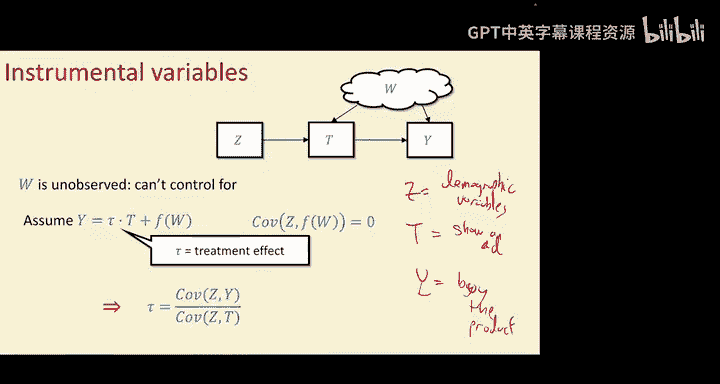 GPT中英字幕课程资源 bilibili
Instrumental variables
W
Z
T
Y
W is unobserved: can't control for
Assume Y = τ · T + f(W)
Cov(Z, f(W)) = 0
τ = treatment effect
⇒ τ = Cov(Z, Y) / Cov(Z, T)
Z = demographic
variables
T = show an
ad
Y = buy
the
product